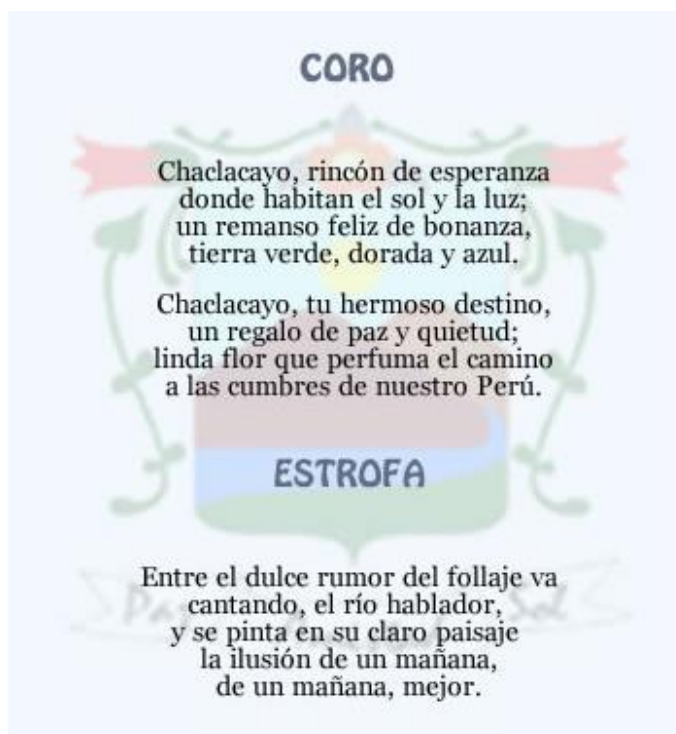 CORO
Chaclacayo, rincón de esperanza
donde habitan el sol y la luz;
un remanso feliz de bonanza,
tierra verde, dorada y azul.
Chaclacayo, tu hermoso destino,
un regalo de paz y quietud;
linda flor que perfuma el camino
a las cumbres de nuestro Perú.
ESTROFA
Entre el dulce rumor del follaje va
cantando, el río hablador,
y se pinta en su claro paisaje
la ilusión de un mañana,
de un mañana, mejor.